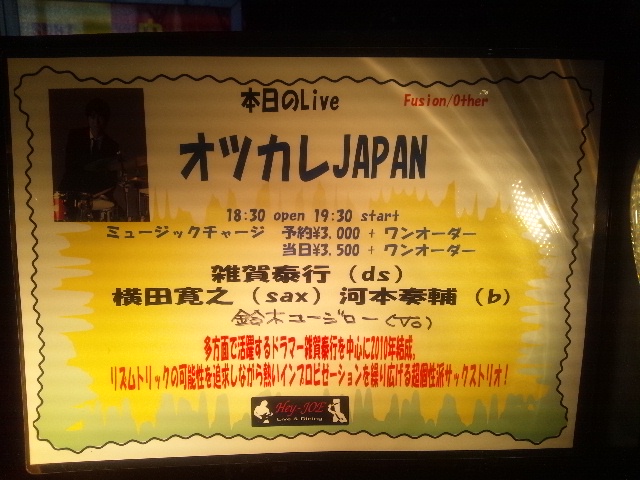 本日のLive
Fusion/Other
オツカレJAPAN
18:30 open 19:30 start
ミュージックチャージ 予約¥3.000 + ワンオーダー
当日¥3.500 + ワンオーダー
雑賀泰行 (ds)
横田寛之 (sax) 河本奏輔 (b)
鈴木ユージロー(Vo)
多方面で活躍するドラマー雑賀泰行を中心に2010年結成。
リズムトリックの可能性を追求しながら熱いインプロビゼーションを繰り広げる超個性派サックストリオ!
Hey-JOE
Live & Dining